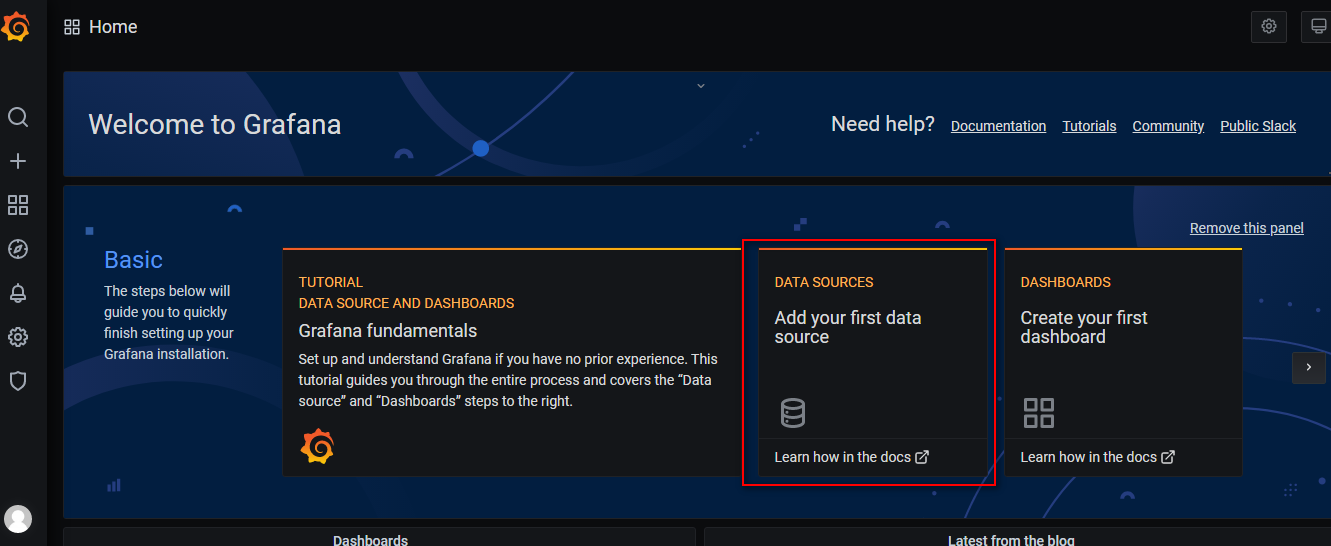 Home
Welcome to Grafana
Need help?
Documentation
Tutorials
Community
Public Slack
Remove this panel
Basic
The steps below will
guide you to quickly
finish setting up your
Grafana installation.
TUTORIAL
DATA SOURCE AND DASHBOARDS
Grafana fundamentals
Set up and understand Grafana if you have no prior experience. This
tutorial guides you through the entire process and covers the “Data
source” and “Dashboards” steps to the right.
DATA SOURCES
Add your first data
source
Learn how in the docs
DASHBOARDS
Create your first
dashboard
Learn how in the docs
Dashboards
Latest from the blog